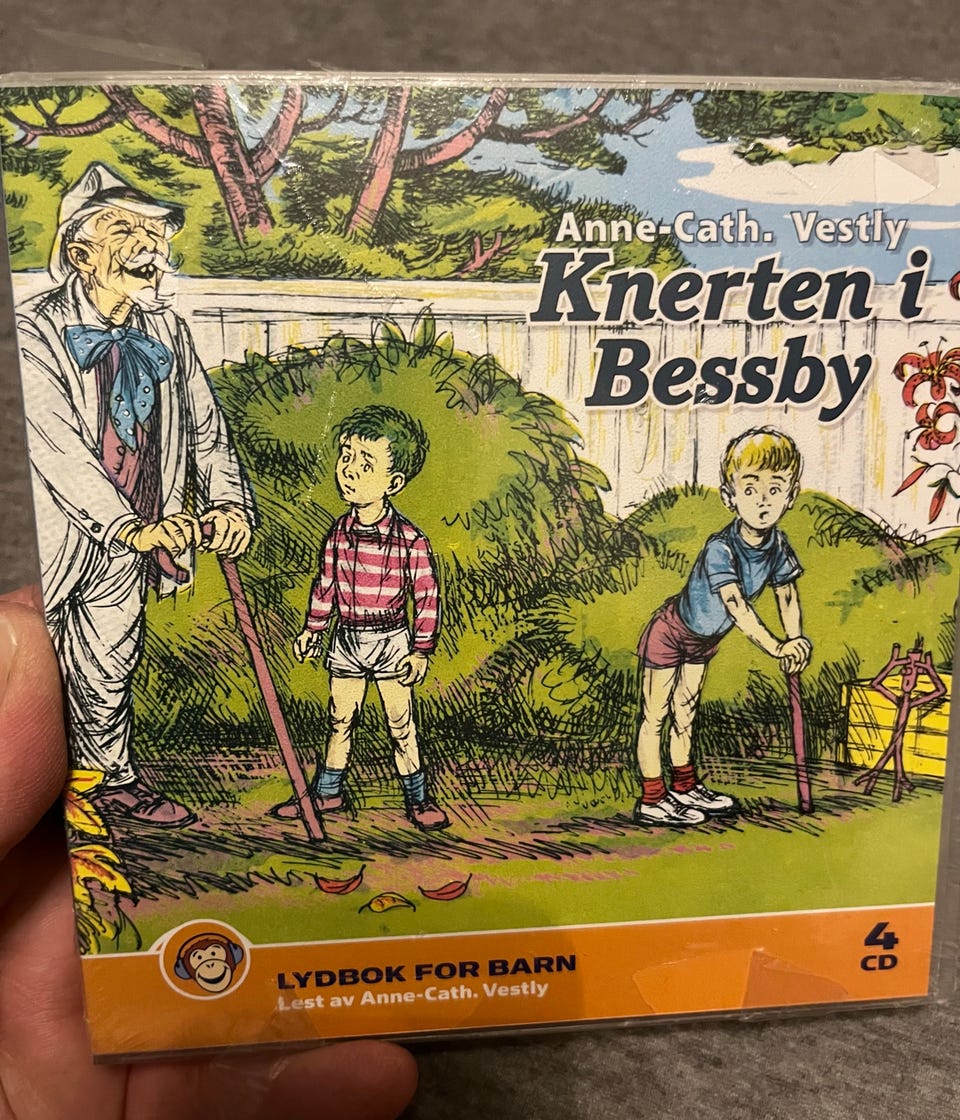 Anne-Cath. Vestly
Knerten i
Bessby
LYDBOK FOR BARN
Lest av Anne-Cath. Vestly
4
CD